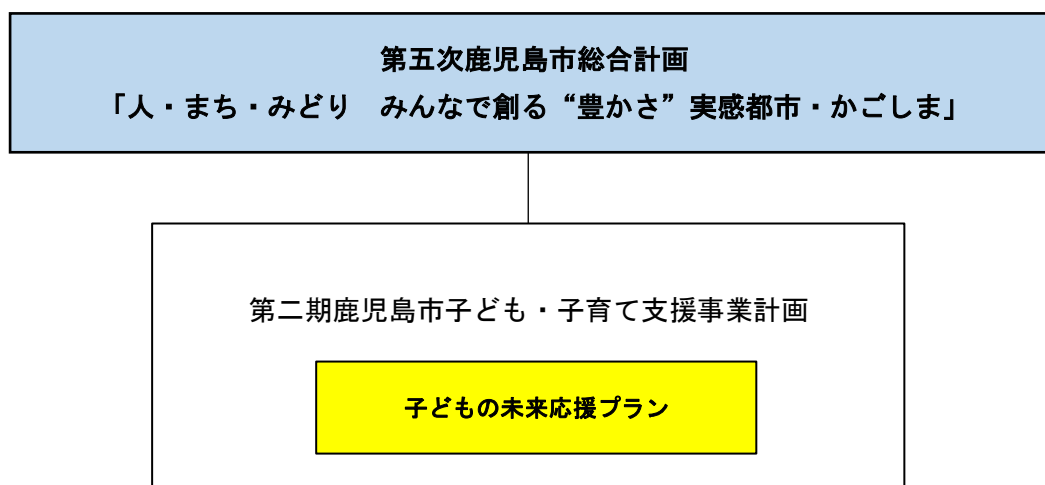 第五次鹿児島市総合計画
「人・まち・みどり　みんなで創る“豊かさ”実感都市・かごしま」
第二期鹿児島市子ども・子育て支援事業計画
子どもの未来応援プラン